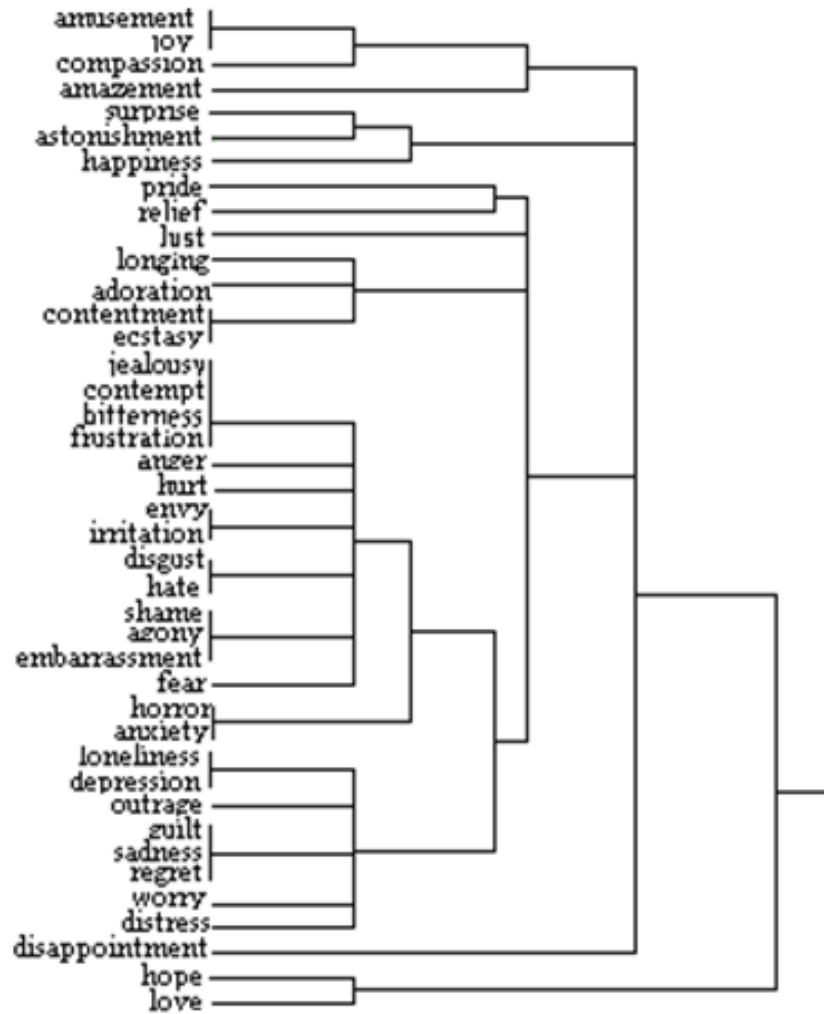 amusement
joy
compassion
amazement
surprise
astonishment
happiness
pride
relief
lust
longing
adoration
contentment
ecstasy
jealousy
contempt
bitterness
frustration
anger
hurt
envy
irritation
disgust
hate
shame
agony
embarrassment
fear
horror
anxiety
loneliness
depression
outrage
guilt
sadness
regret
worry
distress
disappointment
hope
love